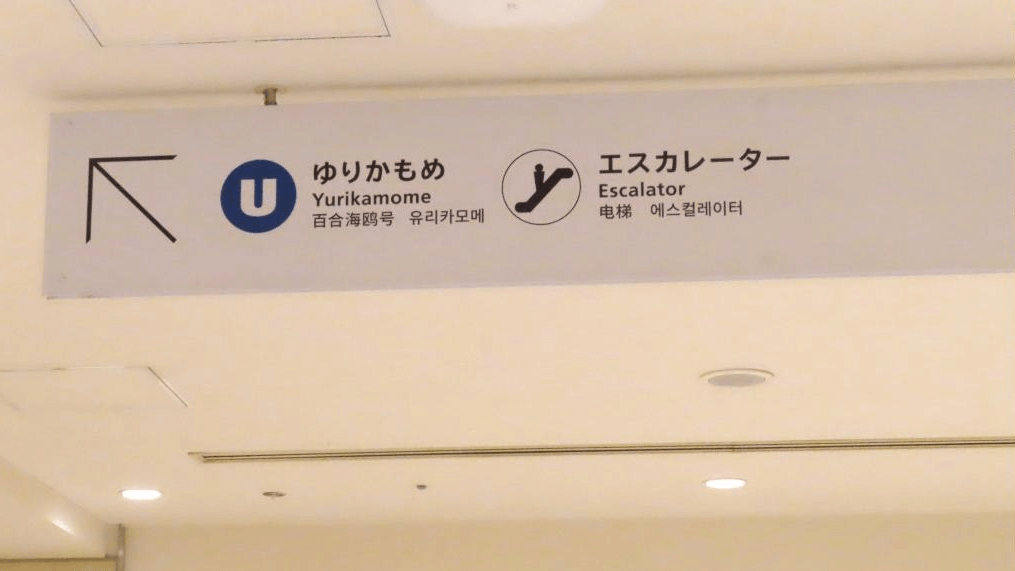 U
ゆりかもめ
Yurikamome
百合海鸥号 유리카모메
エスカレーター
Escalator
电梯 에스컬레이터